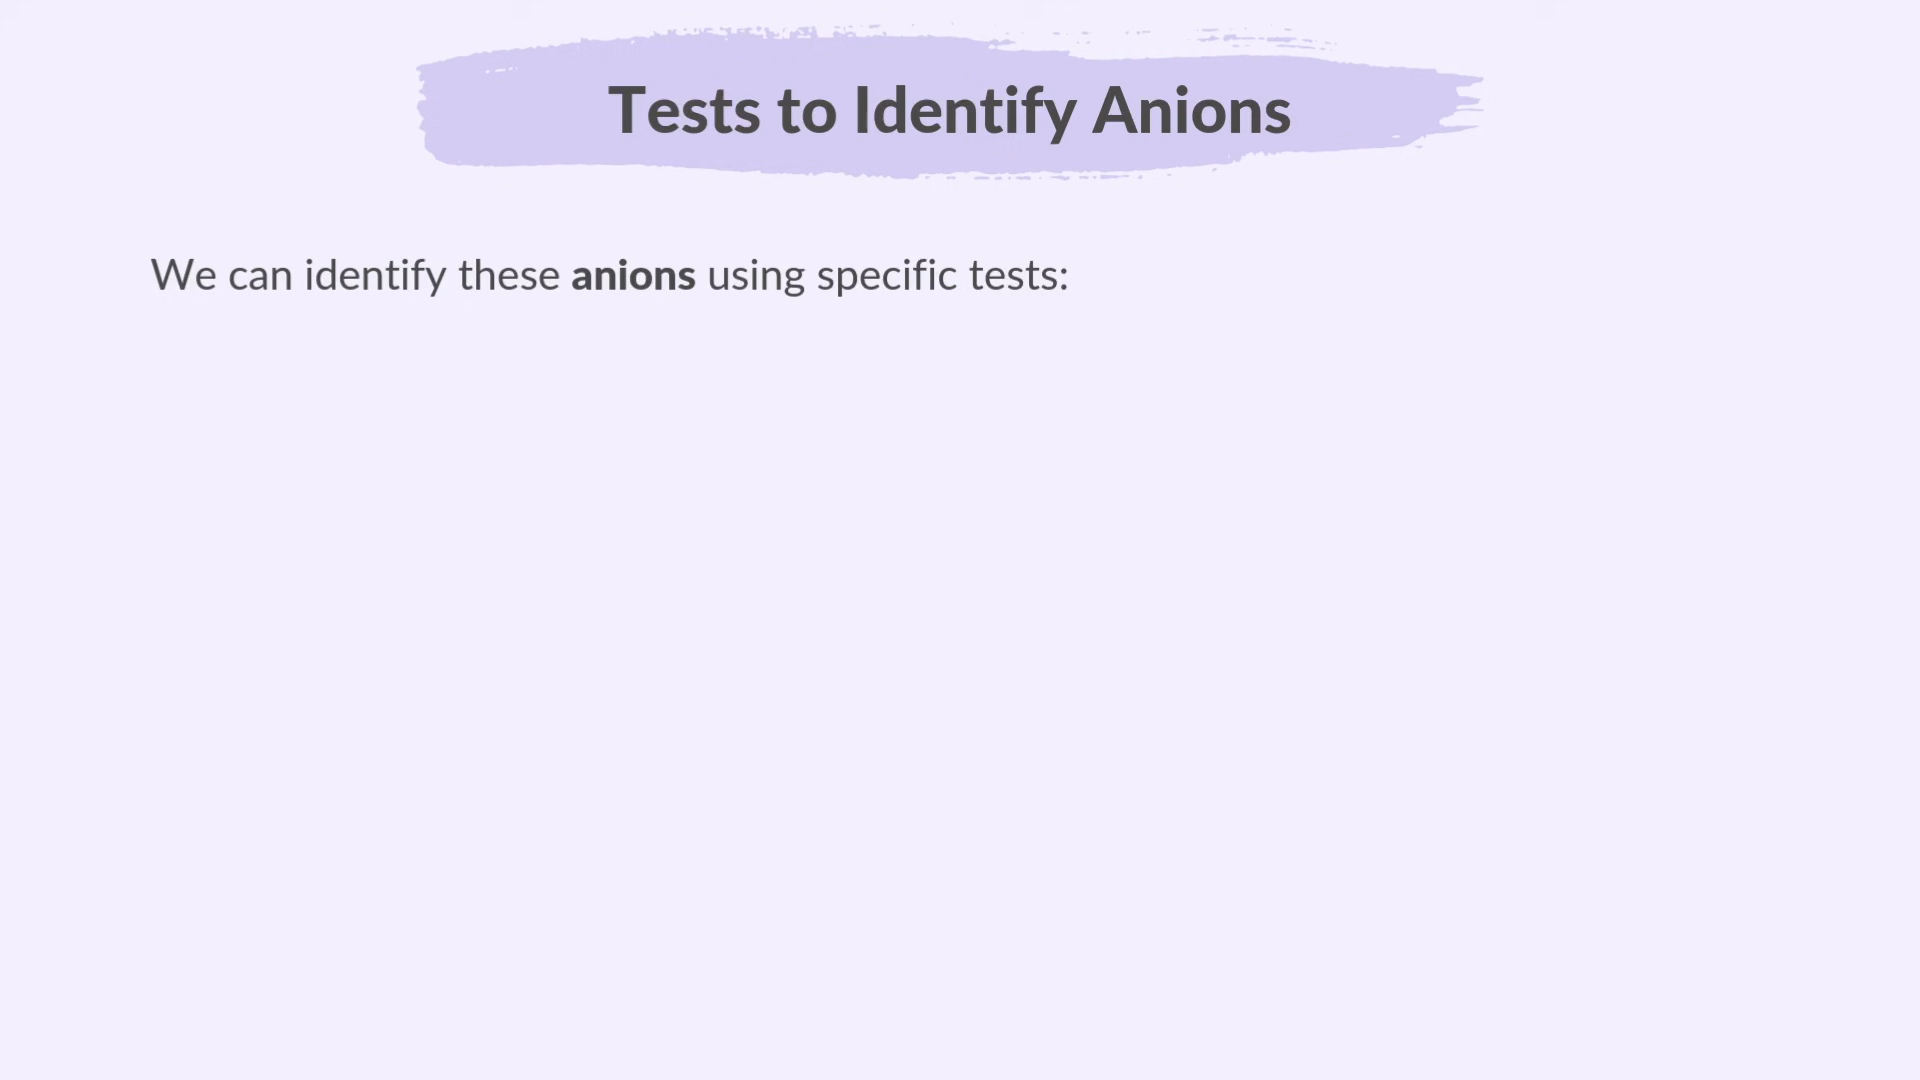 Tests to Identify Anions
We can identify these anions using specific tests: